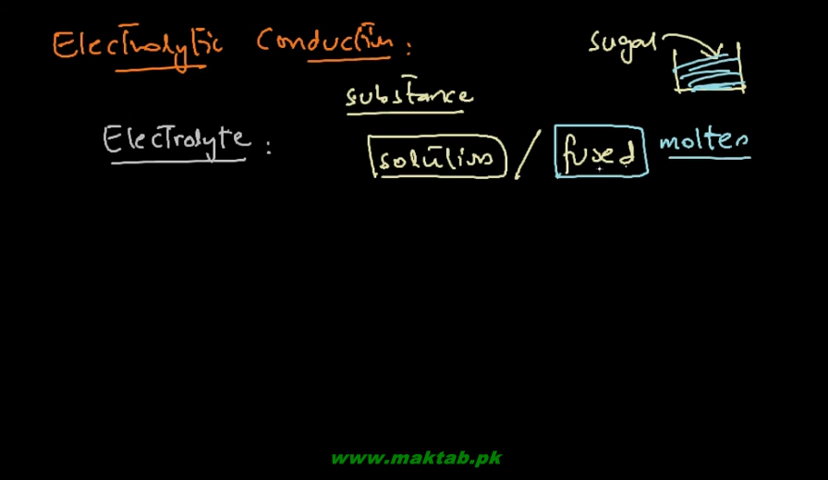 Electrolytic Conduction:
sugar
substance
Electrolyte:
solution / fused molten
www.maktab.pk